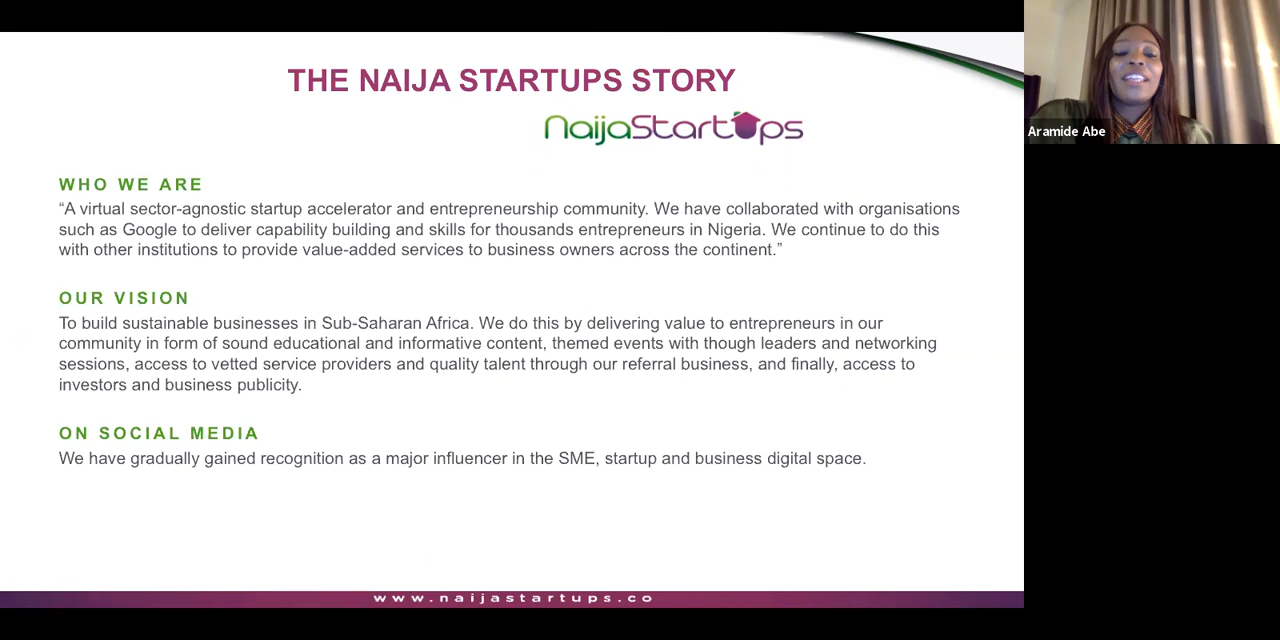 THE NAIJA STARTUPS STORY
NaijaStartups
WHO WE ARE
“A virtual sector-agnostic startup accelerator and entrepreneurship community. We have collaborated with organisations
such as Google to deliver capability building and skills for thousands entrepreneurs in Nigeria. We continue to do this
with other institutions to provide value-added services to business owners across the continent.”
OUR VISION
To build sustainable businesses in Sub-Saharan Africa. We do this by delivering value to entrepreneurs in our
community in form of sound educational and informative content, themed events with though leaders and networking
sessions, access to vetted service providers and quality talent through our referral business, and finally, access to
investors and business publicity.
ON SOCIAL MEDIA
We have gradually gained recognition as a major influencer in the SME, startup and business digital space.
www.naijastartups.co
Aramide Abe